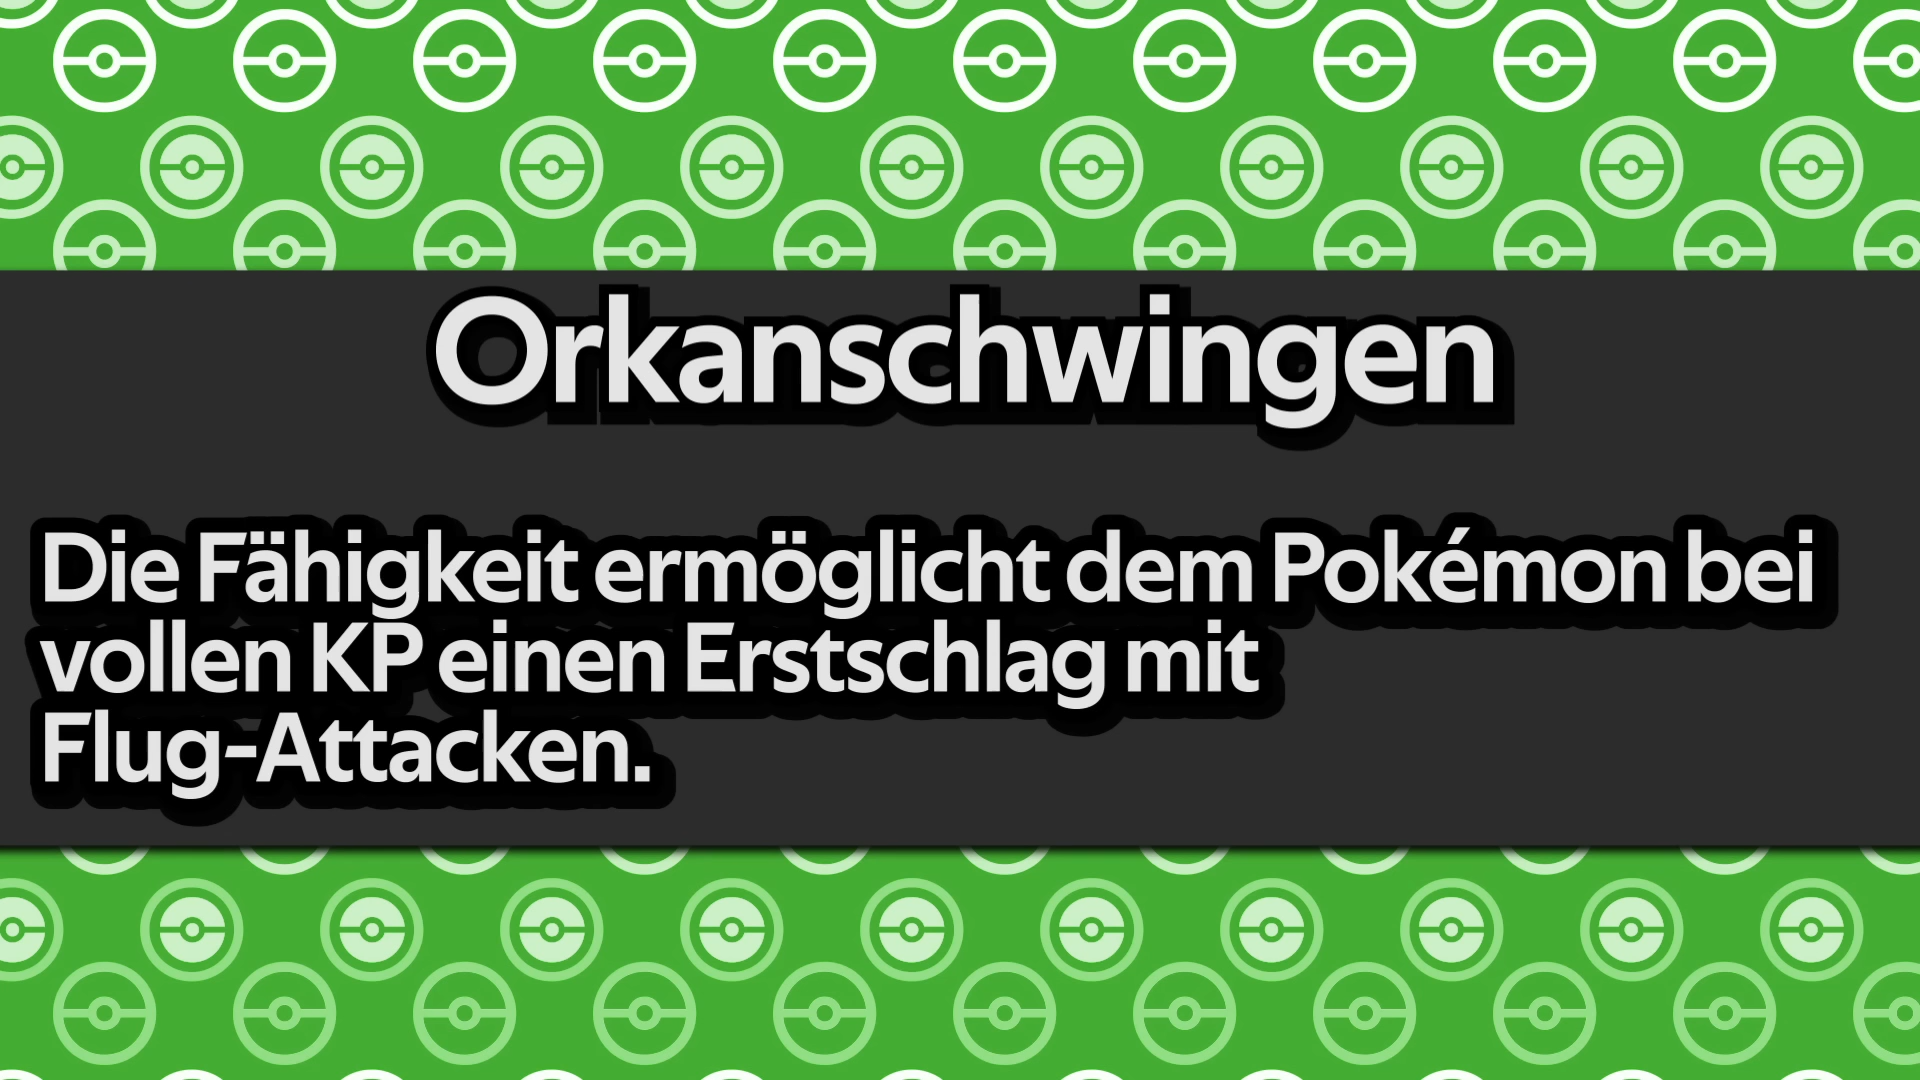 Orkanschwingen
Die Fähigkeit ermöglicht dem Pokémon bei
vollen KP einen Erstschlag mit
Flug-Attacken.